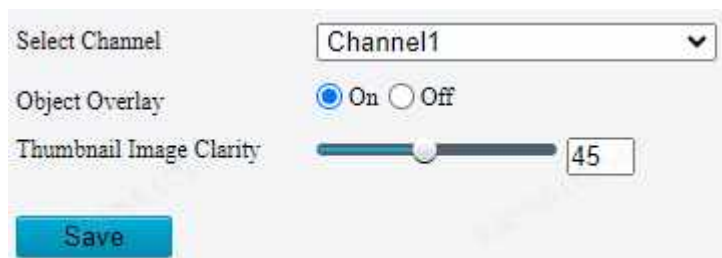 Select Channel Channel1
Object Overlay On Off
Thumbnail Image Clarity 45
Save